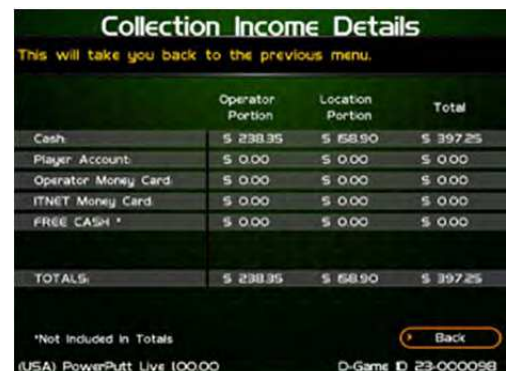 Collection Income Details
This will take you back to the previous menu.
Operator Portion Location Portion Total
Cash: $ 238.35 $ 158.90 $ 397.25
Player Account: $ 0.00 $ 0.00 $ 0.00
Operator Money Card: $ 0.00 $ 0.00 $ 0.00
ITNET Money Card: $ 0.00 $ 0.00 $ 0.00
FREE CASH * $ 0.00 $ 0.00 $ 0.00
TOTALS: $ 238.35 $ 158.90 $ 397.25
*Not Included In Totals
Back
(USA) PowerPutt Live 1.00.00 D-Game ID 23-000098